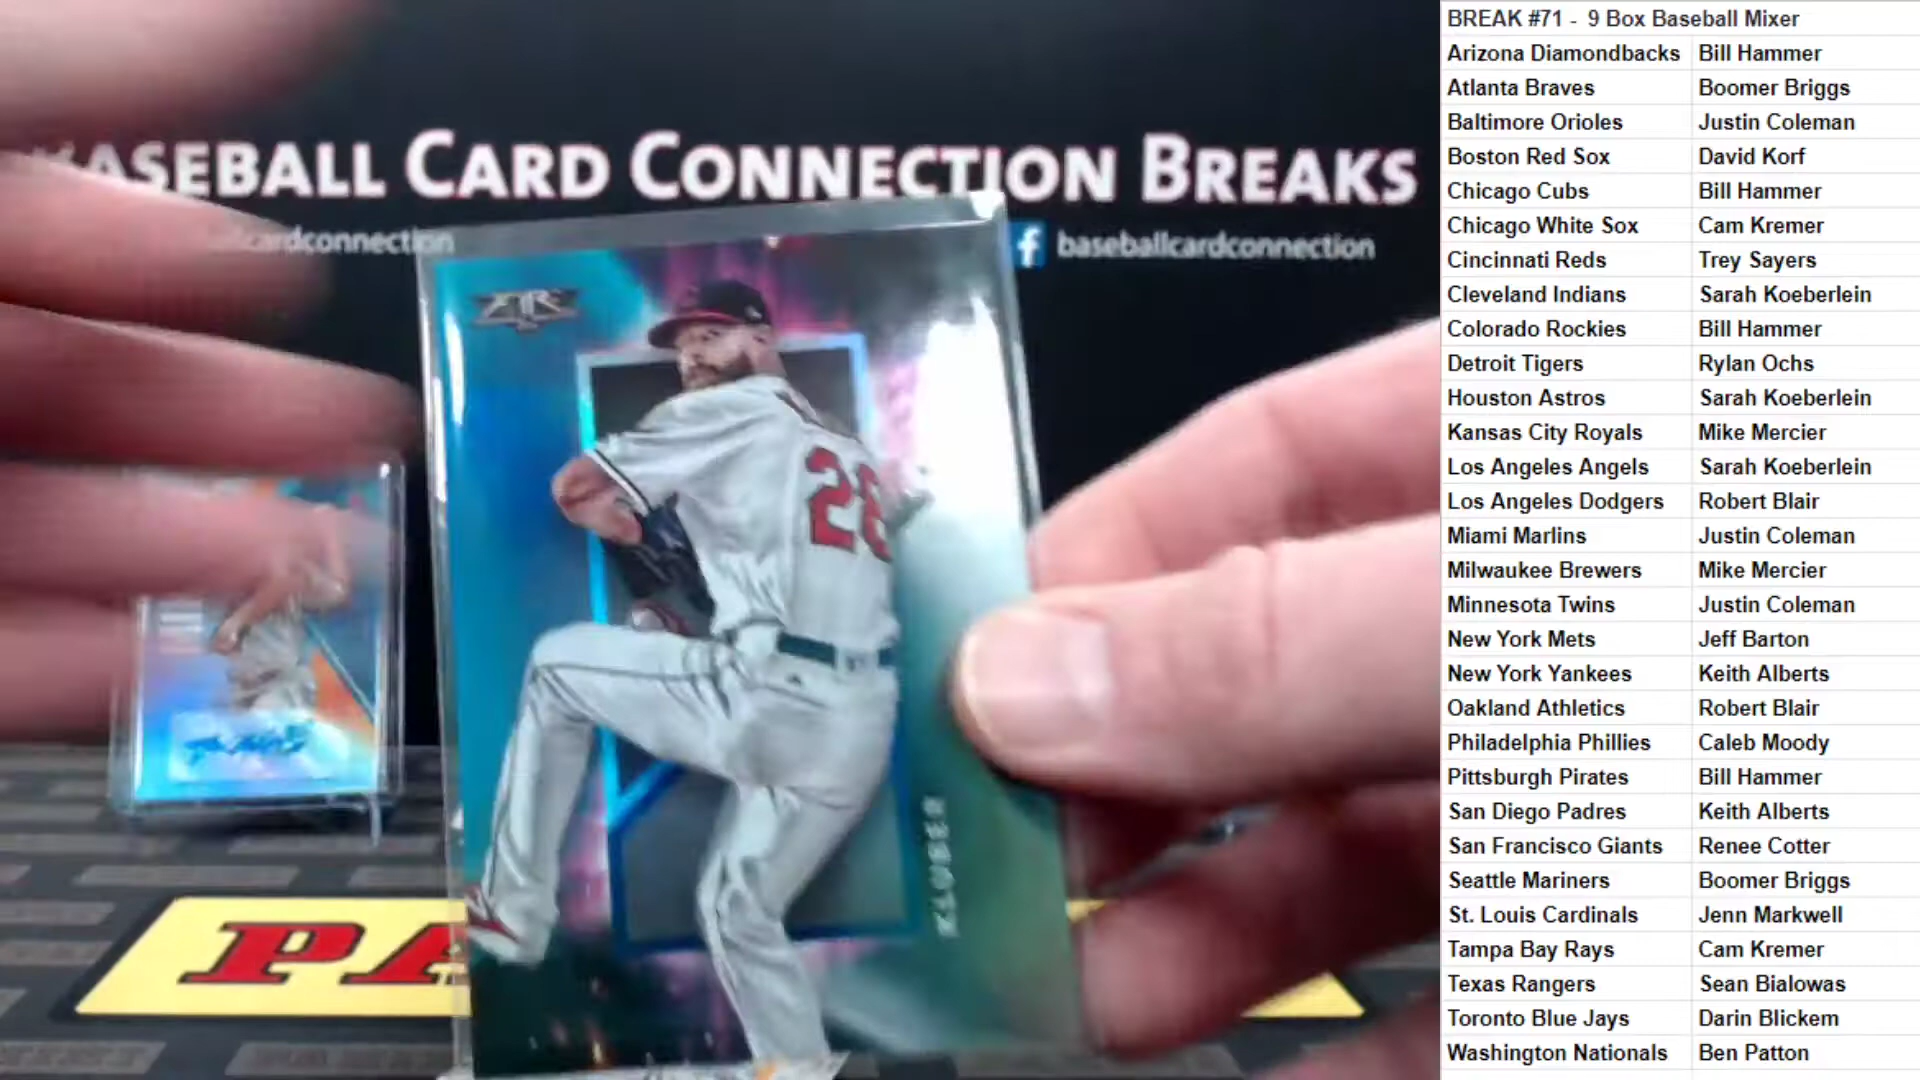 BASEBALL CARD CONNECTION BREAKS
baseballcardconnection
FIRE
28
KLUBER
PA
BREAK #71 - 9 Box Baseball Mixer
Arizona Diamondbacks Bill Hammer
Atlanta Braves Boomer Briggs
Baltimore Orioles Justin Coleman
Boston Red Sox David Korf
Chicago Cubs Bill Hammer
Chicago White Sox Cam Kremer
Cincinnati Reds Trey Sayers
Cleveland Indians Sarah Koeberlein
Colorado Rockies Bill Hammer
Detroit Tigers Rylan Ochs
Houston Astros Sarah Koeberlein
Kansas City Royals Mike Mercier
Los Angeles Angels Sarah Koeberlein
Los Angeles Dodgers Robert Blair
Miami Marlins Justin Coleman
Milwaukee Brewers Mike Mercier
Minnesota Twins Justin Coleman
New York Mets Jeff Barton
New York Yankees Keith Alberts
Oakland Athletics Robert Blair
Philadelphia Phillies Caleb Moody
Pittsburgh Pirates Bill Hammer
San Diego Padres Keith Alberts
San Francisco Giants Renee Cotter
Seattle Mariners Boomer Briggs
St. Louis Cardinals Jenn Markwell
Tampa Bay Rays Cam Kremer
Texas Rangers Sean Bialowas
Toronto Blue Jays Darin Blickem
Washington Nationals Ben Patton